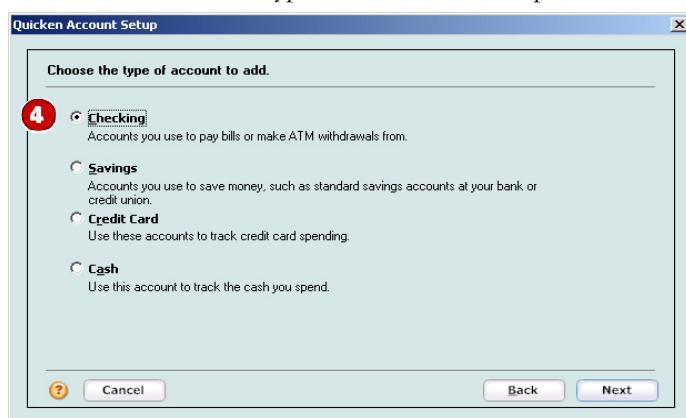 Quicken Account Setup
Choose the type of account to add.
4
Checking
Accounts you use to pay bills or make ATM withdrawals from.
Savings
Accounts you use to save money, such as standard savings accounts at your bank or
credit union.
Credit Card
Use these accounts to track credit card spending.
Cash
Use this account to track the cash you spend.
? Cancel Back Next